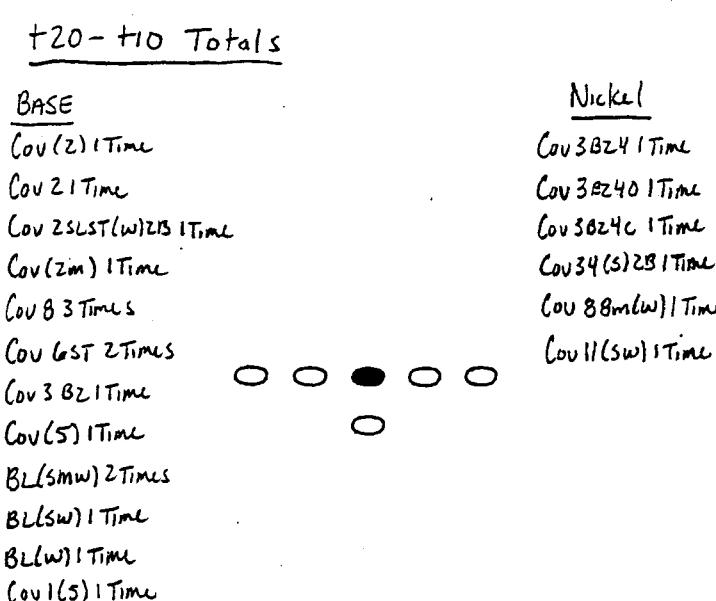 +20-+10 Totals
BASE
Cov(2) 1 Time
Cov 2 1 Time
Cov 2SLST(w)2B 1 Time
Cov(2m) 1 Time
Cov 8 3 Times
Cov 6ST 2 Times
Cov 3 Bz 1 Time
Cov(5) 1 Time
BL(smw) 2 Times
BL(sw) 1 Time
BL(w) 1 Time
Cov 1(5) 1 Time
Nickel
Cov 3Bz4 1 Time
Cov 3Bz40 1 Time
Cov 3Bz4c 1 Time
Cov 34(S)2B 1 Time
Cov 88m(w) 1 Tim
Cov 11(sw) 1 Time